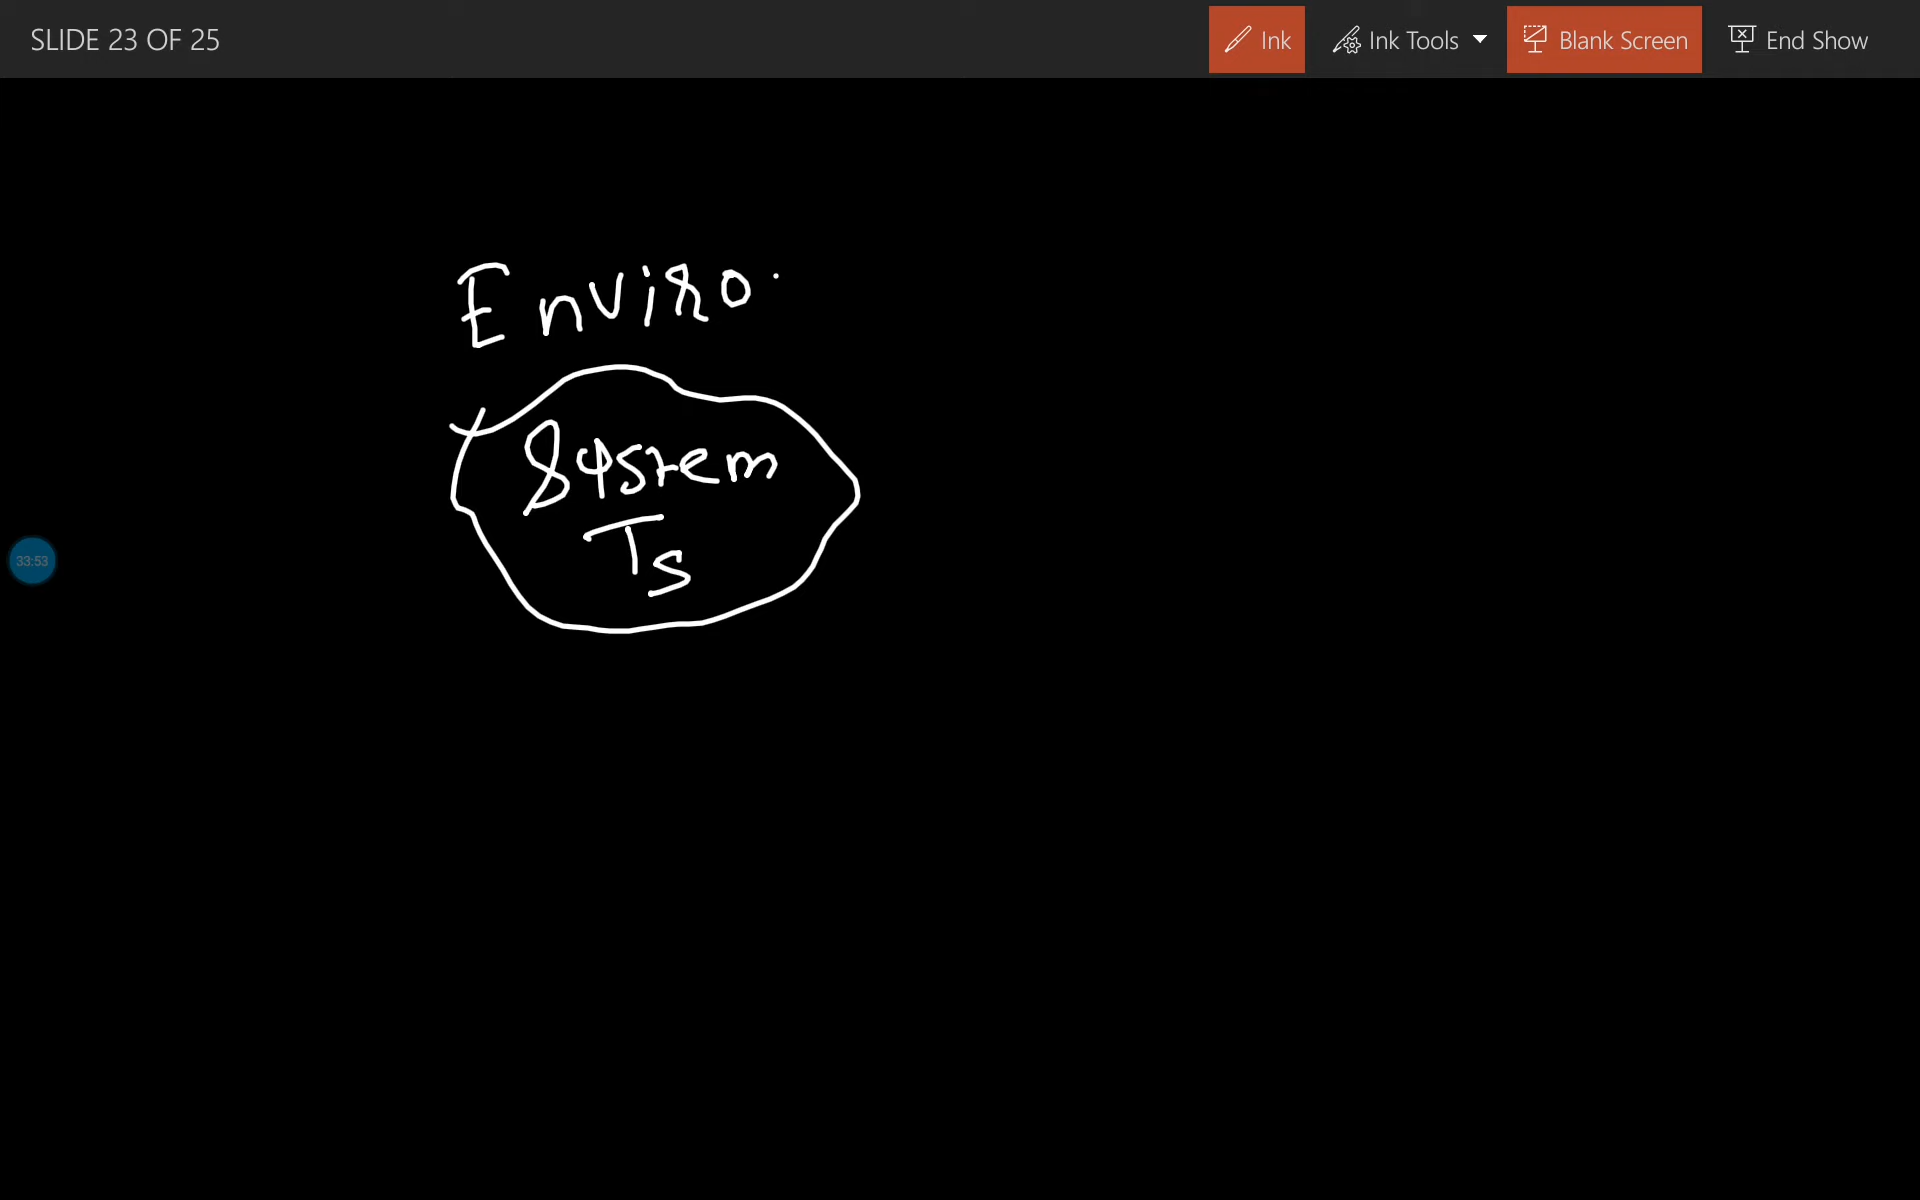 SLIDE 23 OF 25 Ink Ink Tools Blank Screen End Show
Enviro.
System
Ts
33:53